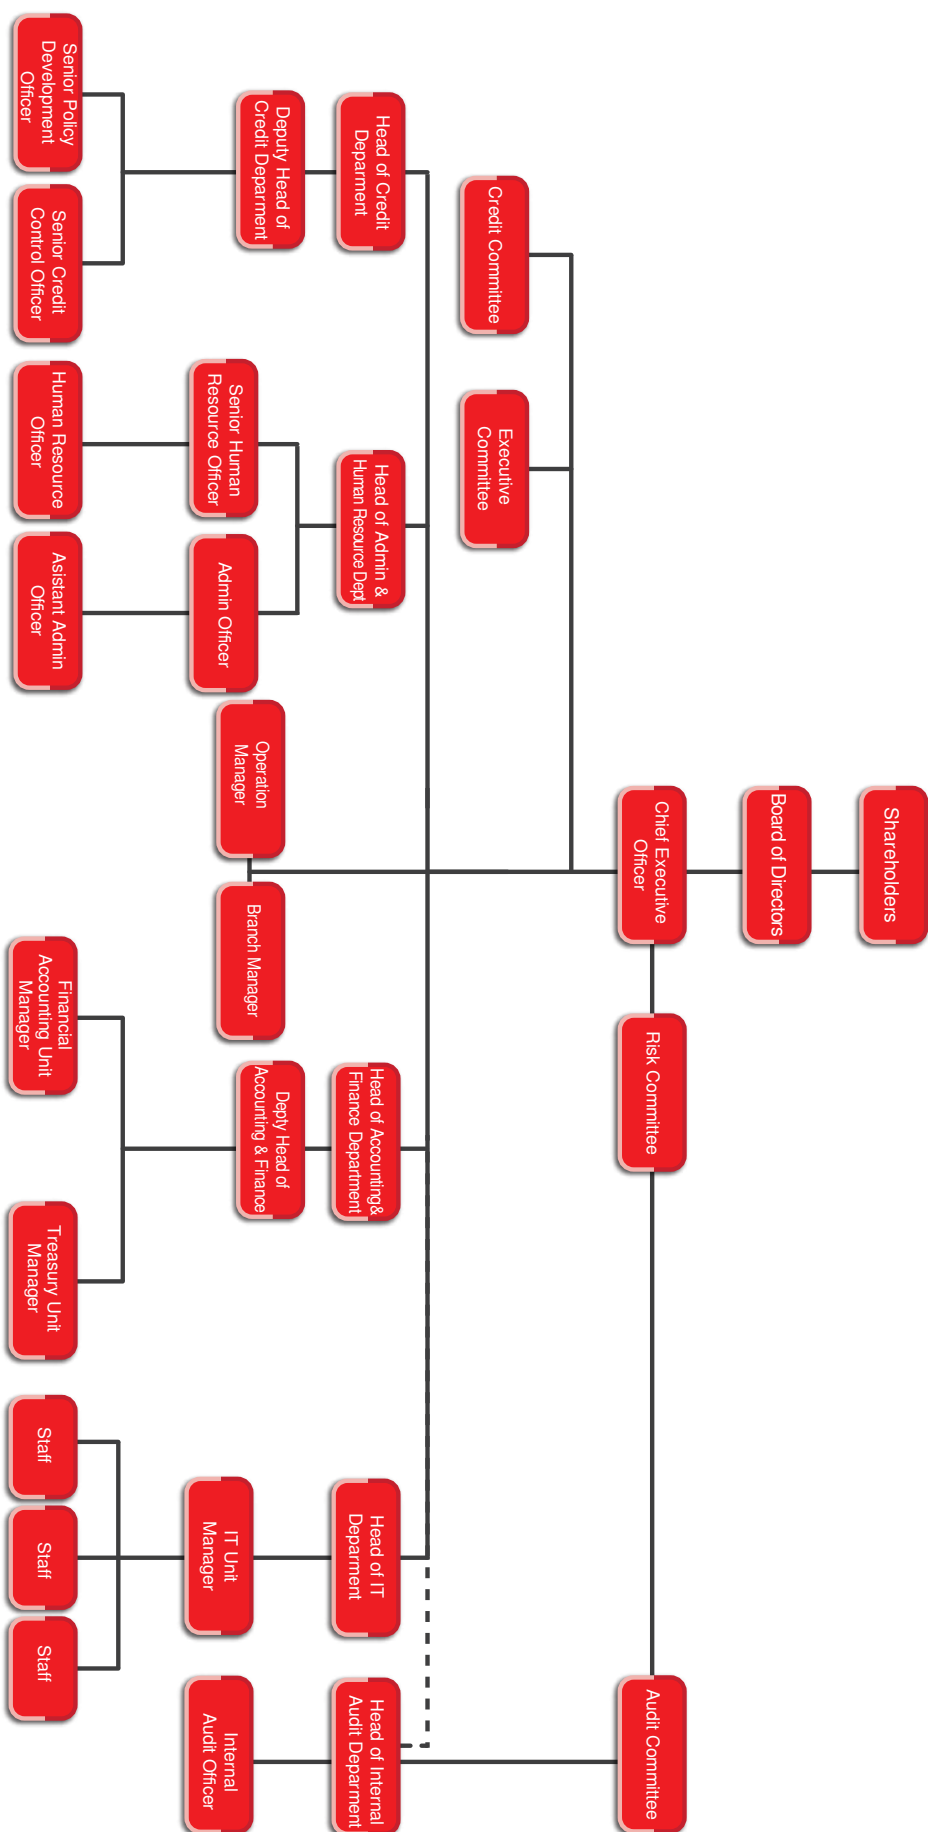 Shareholders
Board of Directors
Chief Executive
Officer
Risk Committee
Audit Committee
Credit Committee
Executive
Committee
Head of Credit
Deparment
Head of Admin &
Human Resource Dept
Head of Accounting&
Finance Department
Head of IT
Deparment
Head of Internal
Audit Deparment
Deputy Head of
Credit Deparment
Senior Human
Resource Officer
Admin Officer
Operation
Manager
Branch Manager
Depty Head of
Accounting & Finance
IT Unit
Manager
Internal
Audit Officer
Senior Policy
Development
Officer
Senior Credit
Control Officer
Human Resource
Officer
Asistant Admin
Officer
Financial
Accounting Unit
Manager
Treasury Unit
Manager
Staff
Staff
Staff